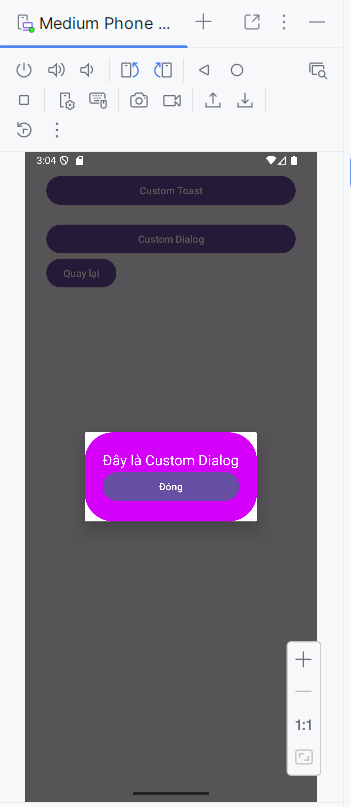 Medium Phone ...
3:04
Custom Toast
Custom Dialog
Quay lại
Đây là Custom Dialog
Đóng
1:1